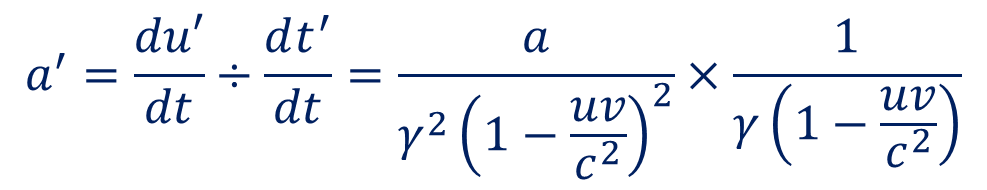 a′ = du′/dt ÷ dt′/dt = a/(γ²(1 − uv/c²)²) × 1/(γ(1 − uv/c²))